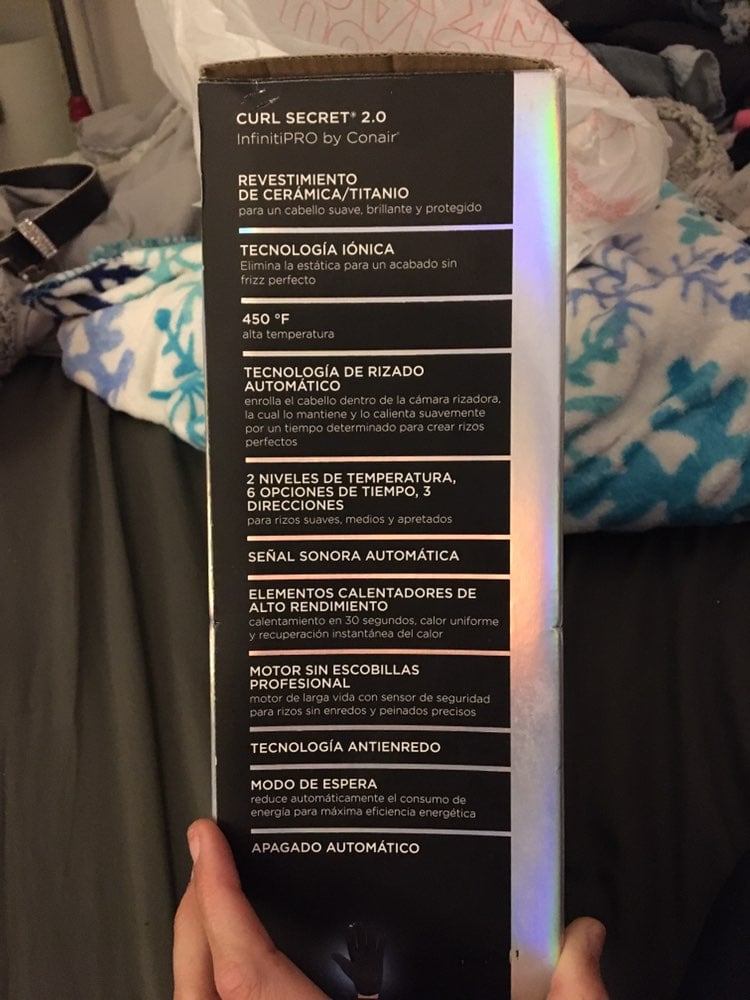 CURL SECRET® 2.0
InfinitiPRO by Conair®
REVESTIMIENTO
DE CERÁMICA/TITANIO
para un cabello suave, brillante y protegido
TECNOLOGÍA IÓNICA
Elimina la estática para un acabado sin
frizz perfecto
450 °F
alta temperatura
TECNOLOGÍA DE RIZADO
AUTOMÁTICO
enrolla el cabello dentro de la cámara rizadora,
la cual lo mantiene y lo calienta suavemente
por un tiempo determinado para crear rizos
perfectos
2 NIVELES DE TEMPERATURA,
6 OPCIONES DE TIEMPO, 3
DIRECCIONES
para rizos suaves, medios y apretados
SEÑAL SONORA AUTOMÁTICA
ELEMENTOS CALENTADORES DE
ALTO RENDIMIENTO
calentamiento en 30 segundos, calor uniforme
y recuperación instantánea del calor
MOTOR SIN ESCOBILLAS
PROFESIONAL
motor de larga vida con sensor de seguridad
para rizos sin enredos y peinados precisos
TECNOLOGÍA ANTIENREDO
MODO DE ESPERA
reduce automáticamente el consumo de
energía para máxima eficiencia energética
APAGADO AUTOMÁTICO